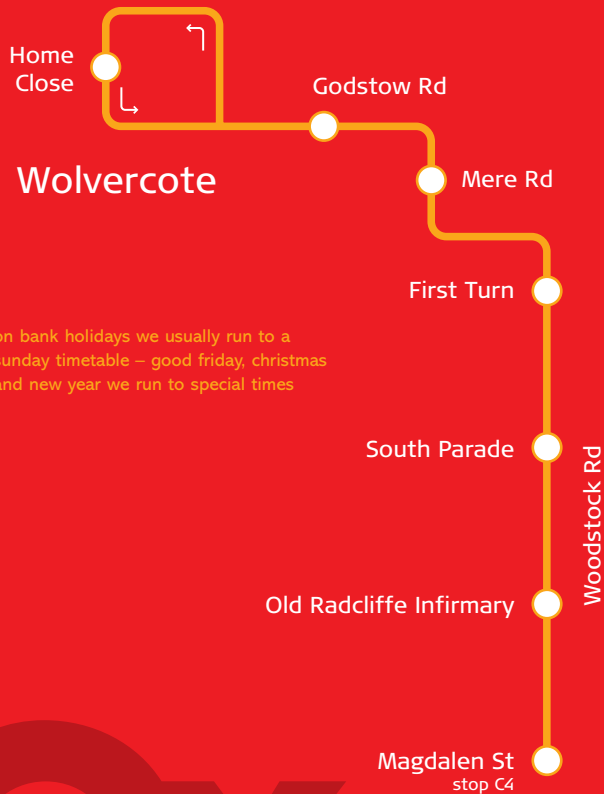 Home
Close
Godstow Rd
Wolvercote
Mere Rd
First Turn
on bank holidays we usually run to a
sunday timetable – good friday, christmas
and new year we run to special times
South Parade
Woodstock Rd
Old Radcliffe Infirmary
Magdalen St
stop C4